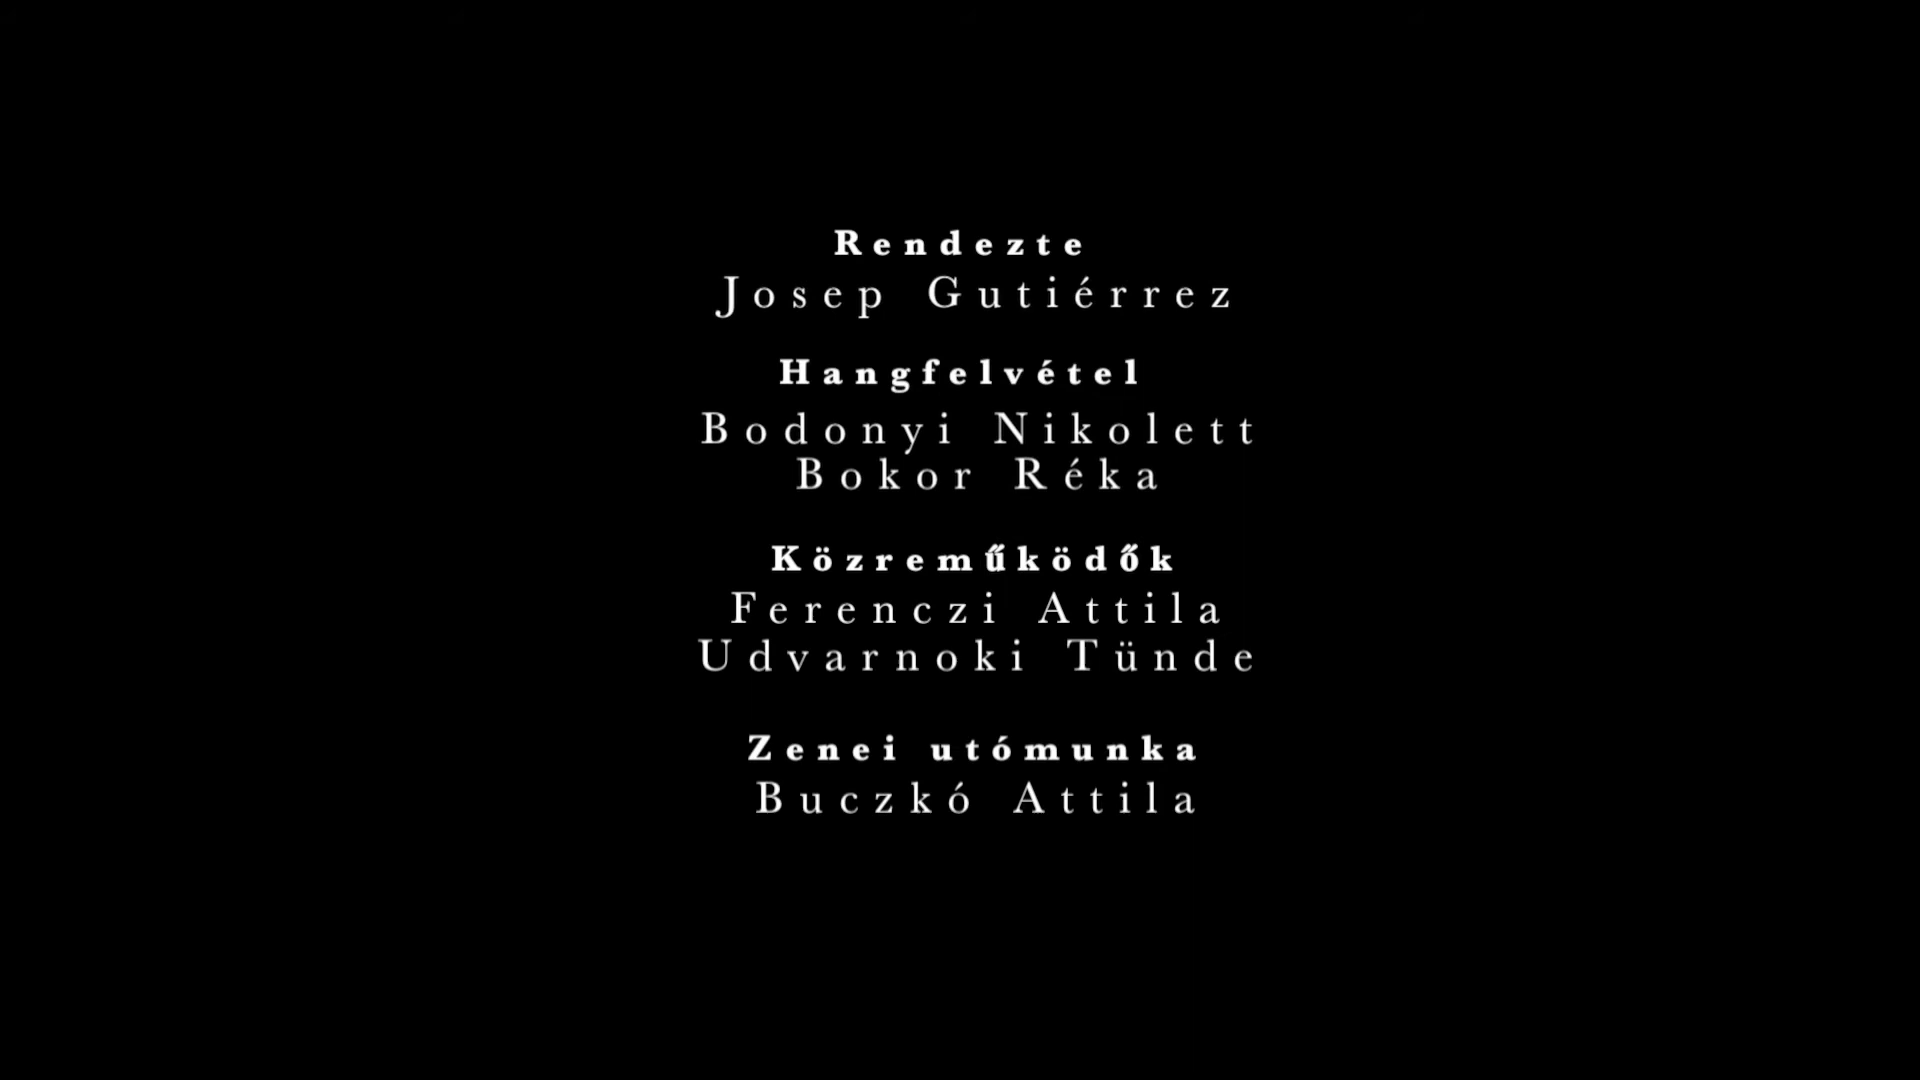 Rendezte
Josep Gutiérrez
Hangfelvétel
Bodonyi Nikolett
Bokor Réka
Közreműködők
Ferenczi Attila
Udvarnoki Tünde
Zenei utómunka
Buczkó Attila